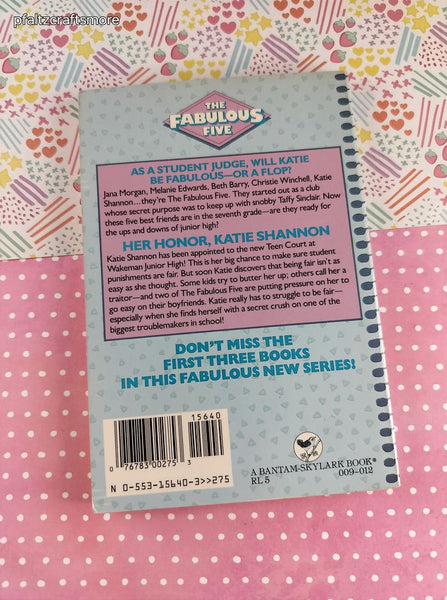 pfaltzcraftsmore
THE
FABULOUS
FIVE
AS A STUDENT JUDGE, WILL KATIE
BE FABULOUS—OR A FLOP?
Jana Morgan, Melanie Edwards, Beth Barry, Christie Winchell, Katie
Shannon...they're The Fabulous Five. They started out as a club
whose secret purpose was to keep up with snobby Taffy Sinclair. Now
these five best friends are in the seventh grade—are they ready for
the ups and downs of junior high?
HER HONOR, KATIE SHANNON
Katie Shannon has been appointed to the new Teen Court at
Wakeman Junior High! This is her big chance to make sure student
punishments are fair. But soon Katie discovers that being fair isn't as
easy as she thought. Some kids try to butter her up; others call her a
traitor—and two of The Fabulous Five are putting pressure on her to
go easy on their boyfriends. Katie really has to struggle to be fair—
especially when she finds herself with a secret crush on one of the
biggest troublemakers in school!
DON'T MISS THE
FIRST THREE BOOKS
IN THIS FABULOUS NEW SERIES!
15640
0 76783 00275 3
N 0-553-15640-3>>275
A BANTAM-SKYLARK BOOK®
RL 5 009-012